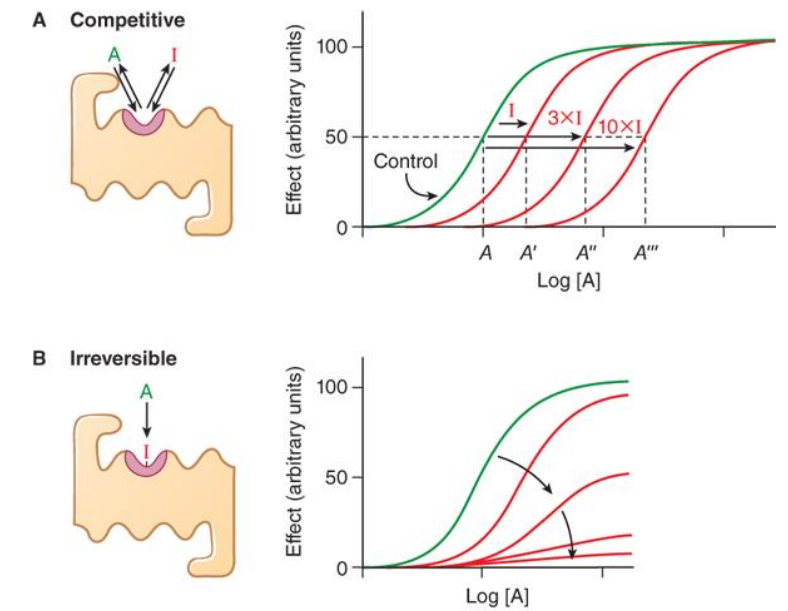 A Competitive
A I
Effect (arbitrary units)
100
50
0
Control
I
3×I
10×I
A A′ A″ A‴
Log [A]
B Irreversible
A
I
Effect (arbitrary units)
100
50
0
Log [A]